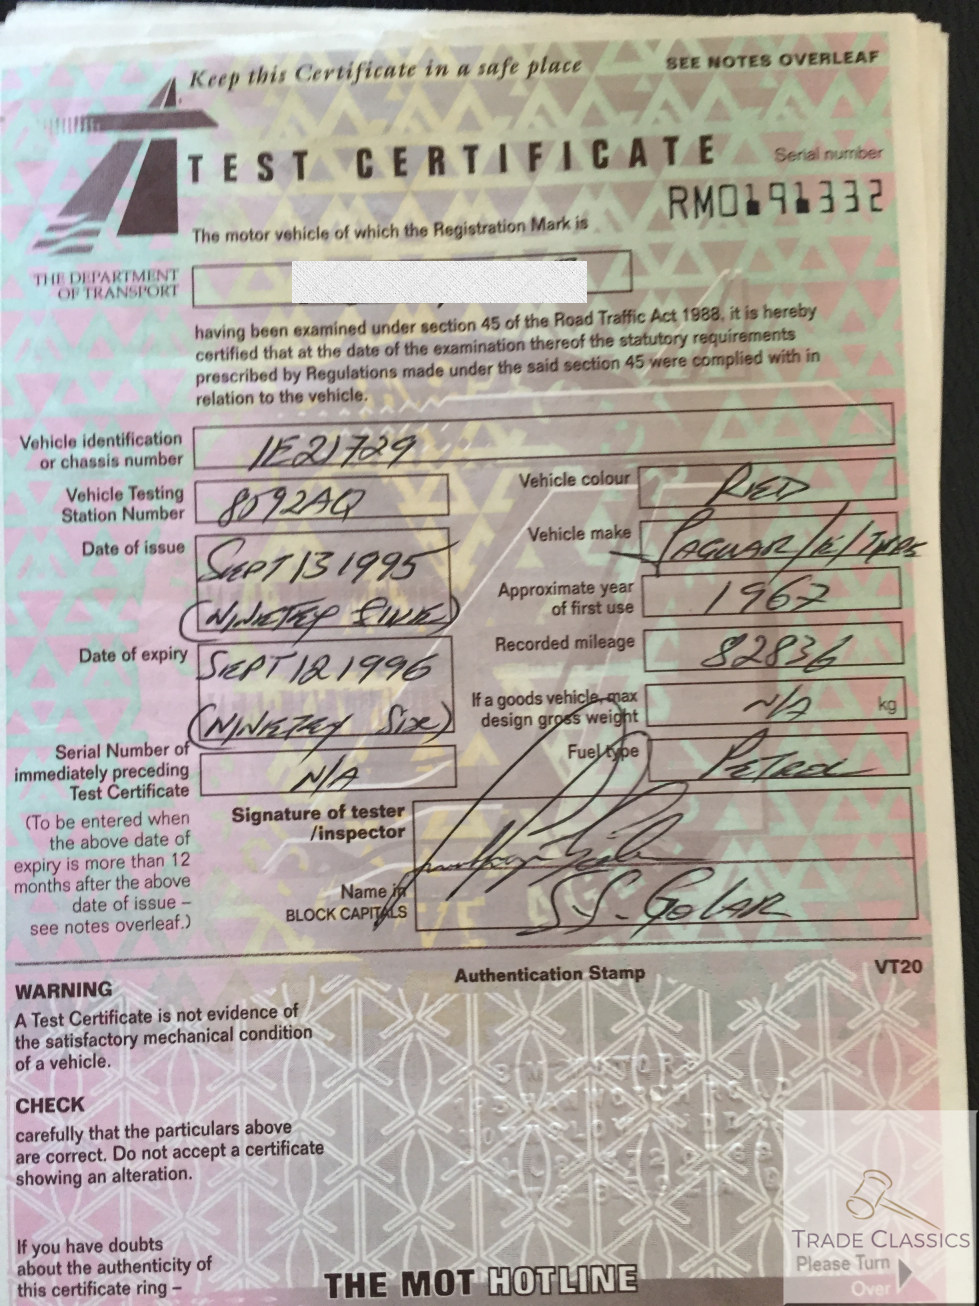 Keep this Certificate in a safe place
SEE NOTES OVERLEAF
TEST CERTIFICATE
Serial number
RM0191332
The motor vehicle of which the Registration Mark is
THE DEPARTMENT
OF TRANSPORT
having been examined under section 45 of the Road Traffic Act 1988, it is hereby
certified that at the date of the examination thereof the statutory requirements
prescribed by Regulations made under the said section 45 were complied with in
relation to the vehicle.
Vehicle identification
or chassis number
1E21729
Vehicle Testing
Station Number
8092AQ
Vehicle colour
RED
Date of issue
SEPT 13 1995
(NINETEY FIVE)
Vehicle make
JAGUAR/E/TYPE
Approximate year
of first use
1967
Date of expiry
SEPT 12 1996
(NINETEY SIX)
Recorded mileage
82836
If a goods vehicle, max
design gross weight
N/A
kg
Serial Number of
immediately preceding
Test Certificate
N/A
Fuel type
PETROL
(To be entered when
the above date of
expiry is more than 12
months after the above
date of issue –
see notes overleaf.)
Signature of tester
/inspector
Name in
BLOCK CAPITALS
S S. GOLAR
Authentication Stamp
VT20
WARNING
A Test Certificate is not evidence of
the satisfactory mechanical condition
of a vehicle.
CHECK
carefully that the particulars above
are correct. Do not accept a certificate
showing an alteration.
If you have doubts
about the authenticity of
this certificate ring –
THE MOT HOTLINE
TRADE CLASSICS
Please Turn
Over